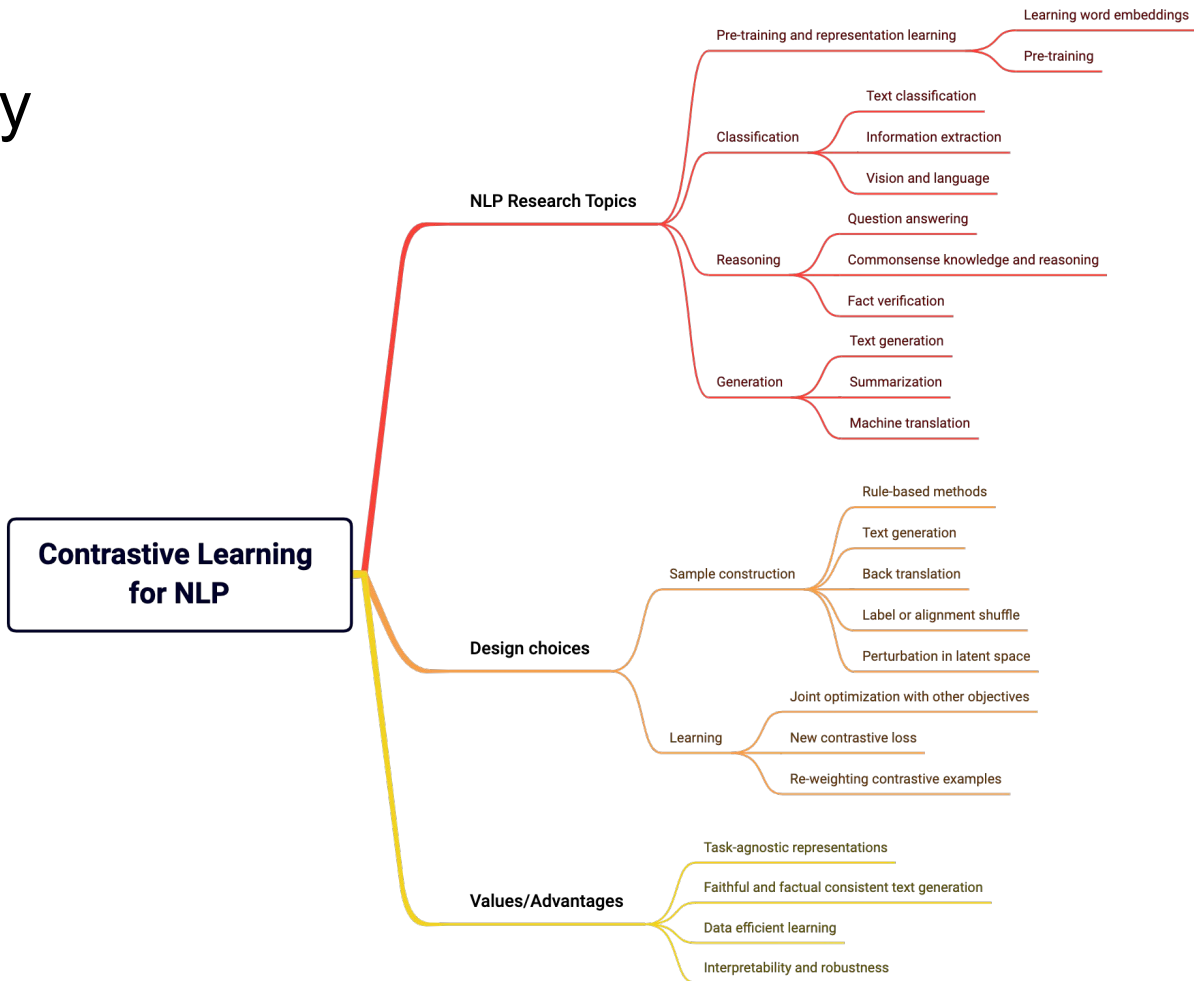 y
Contrastive Learning
for NLP
NLP Research Topics
Pre-training and representation learning
Learning word embeddings
Pre-training
Classification
Text classification
Information extraction
Vision and language
Reasoning
Question answering
Commonsense knowledge and reasoning
Fact verification
Generation
Text generation
Summarization
Machine translation
Design choices
Sample construction
Rule-based methods
Text generation
Back translation
Label or alignment shuffle
Perturbation in latent space
Learning
Joint optimization with other objectives
New contrastive loss
Re-weighting contrastive examples
Values/Advantages
Task-agnostic representations
Faithful and factual consistent text generation
Data efficient learning
Interpretability and robustness